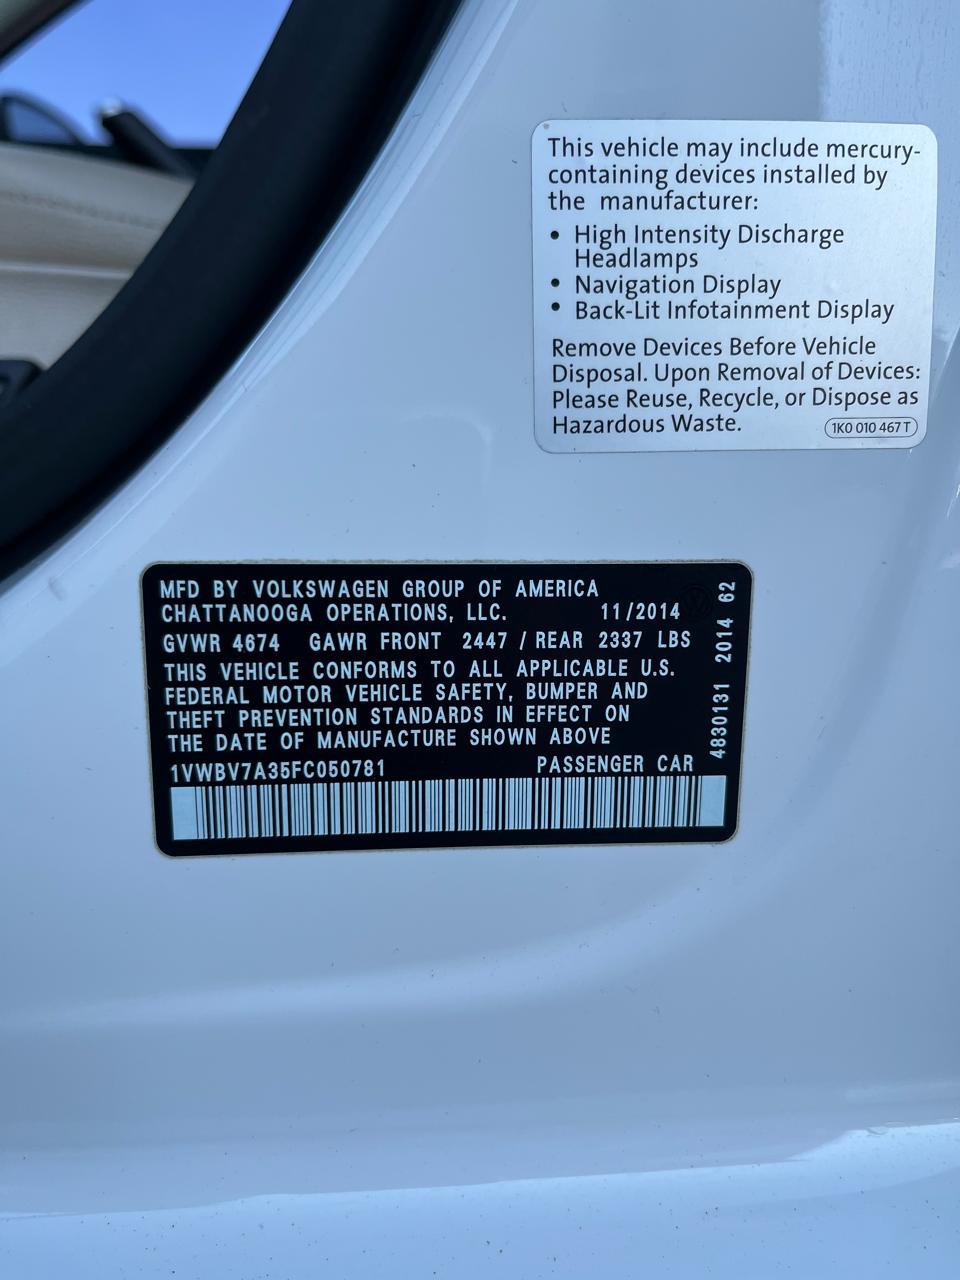 This vehicle may include mercury-
containing devices installed by
the manufacturer:
• High Intensity Discharge
Headlamps
• Navigation Display
• Back-Lit Infotainment Display
Remove Devices Before Vehicle
Disposal. Upon Removal of Devices:
Please Reuse, Recycle, or Dispose as
Hazardous Waste.
1K0 010 467 T
MFD BY VOLKSWAGEN GROUP OF AMERICA
CHATTANOOGA OPERATIONS, LLC. 11/2014
GVWR 4674 GAWR FRONT 2447 / REAR 2337 LBS
THIS VEHICLE CONFORMS TO ALL APPLICABLE U.S.
FEDERAL MOTOR VEHICLE SAFETY, BUMPER AND
THEFT PREVENTION STANDARDS IN EFFECT ON
THE DATE OF MANUFACTURE SHOWN ABOVE
1VWBV7A35FC050781 PASSENGER CAR
4830131 2014 62